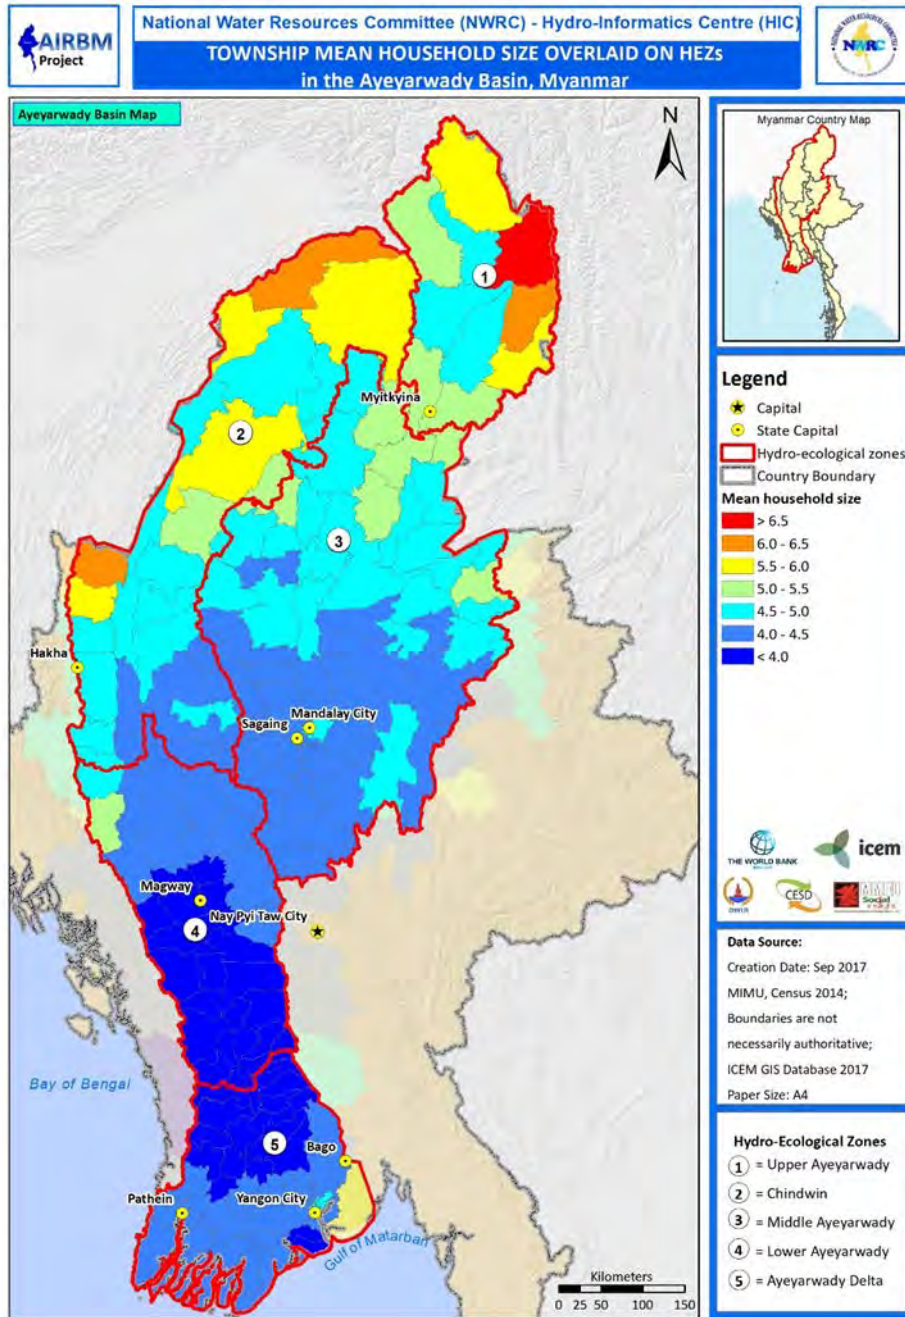 AIRBM
Project
National Water Resources Committee (NWRC) - Hydro-Informatics Centre (HIC)
TOWNSHIP MEAN HOUSEHOLD SIZE OVERLAID ON HEZs
in the Ayeyarwady Basin, Myanmar
NWRC
Ayeyarwady Basin Map
N
1
Myitkyina
2
3
Hakha
Mandalay City
Sagaing
Magway
Nay Pyi Taw City
4
Bay of Bengal
5
Bago
Pathein
Yangon City
Gulf of Matarban
Kilometers
0 25 50 100 150
Myanmar Country Map
Legend
Capital
State Capital
Hydro-ecological zones
Country Boundary
Mean household size
> 6.5
6.0 - 6.5
5.5 - 6.0
5.0 - 5.5
4.5 - 5.0
4.0 - 4.5
< 4.0
THE WORLD BANK
icem
CESD
Social
Data Source:
Creation Date: Sep 2017
MIMU, Census 2014;
Boundaries are not
necessarily authoritative;
ICEM GIS Database 2017
Paper Size: A4
Hydro-Ecological Zones
1 = Upper Ayeyarwady
2 = Chindwin
3 = Middle Ayeyarwady
4 = Lower Ayeyarwady
5 = Ayeyarwady Delta